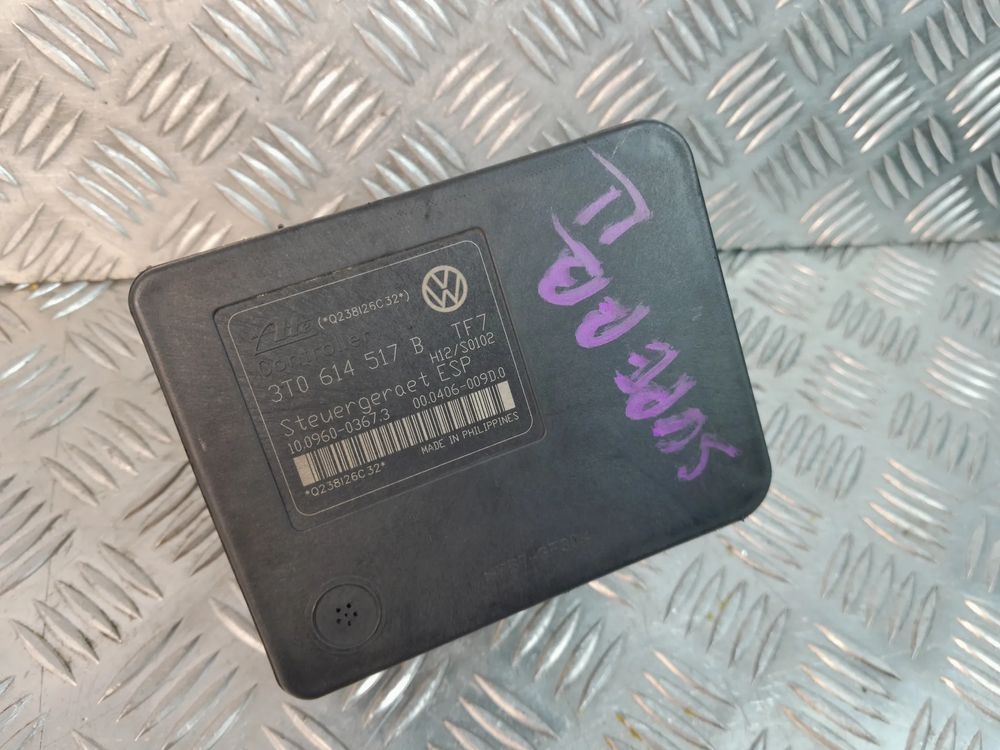 Ate (*Q238I26C32*)
Controller
3T0 614 517 B TF7
H12/S0102
Steuergeraet ESP
10.0960-0367.3 00.0406-009D.0
*Q238I26C32*
MADE IN PHILIPPINES